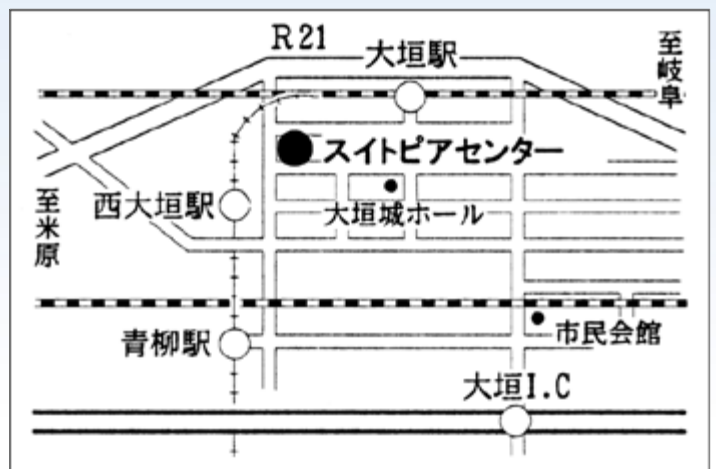 R21
大垣駅
至岐阜
スイトピアセンター
西大垣駅
大垣城ホール
至米原
青柳駅
市民会館
大垣I.C